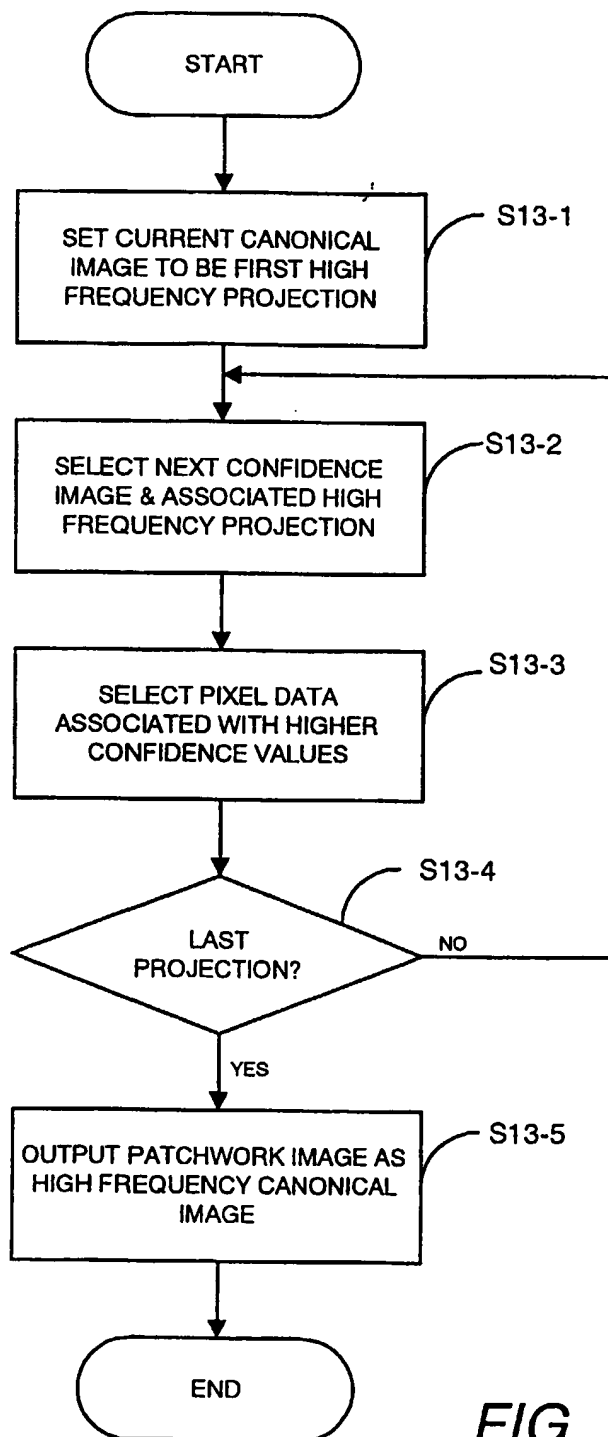 START
S13-1
SET CURRENT CANONICAL
IMAGE TO BE FIRST HIGH
FREQUENCY PROJECTION
S13-2
SELECT NEXT CONFIDENCE
IMAGE & ASSOCIATED HIGH
FREQUENCY PROJECTION
S13-3
SELECT PIXEL DATA
ASSOCIATED WITH HIGHER
CONFIDENCE VALUES
S13-4
LAST
PROJECTION?
NO
YES
S13-5
OUTPUT PATCHWORK IMAGE AS
HIGH FREQUENCY CANONICAL
IMAGE
END
FIG